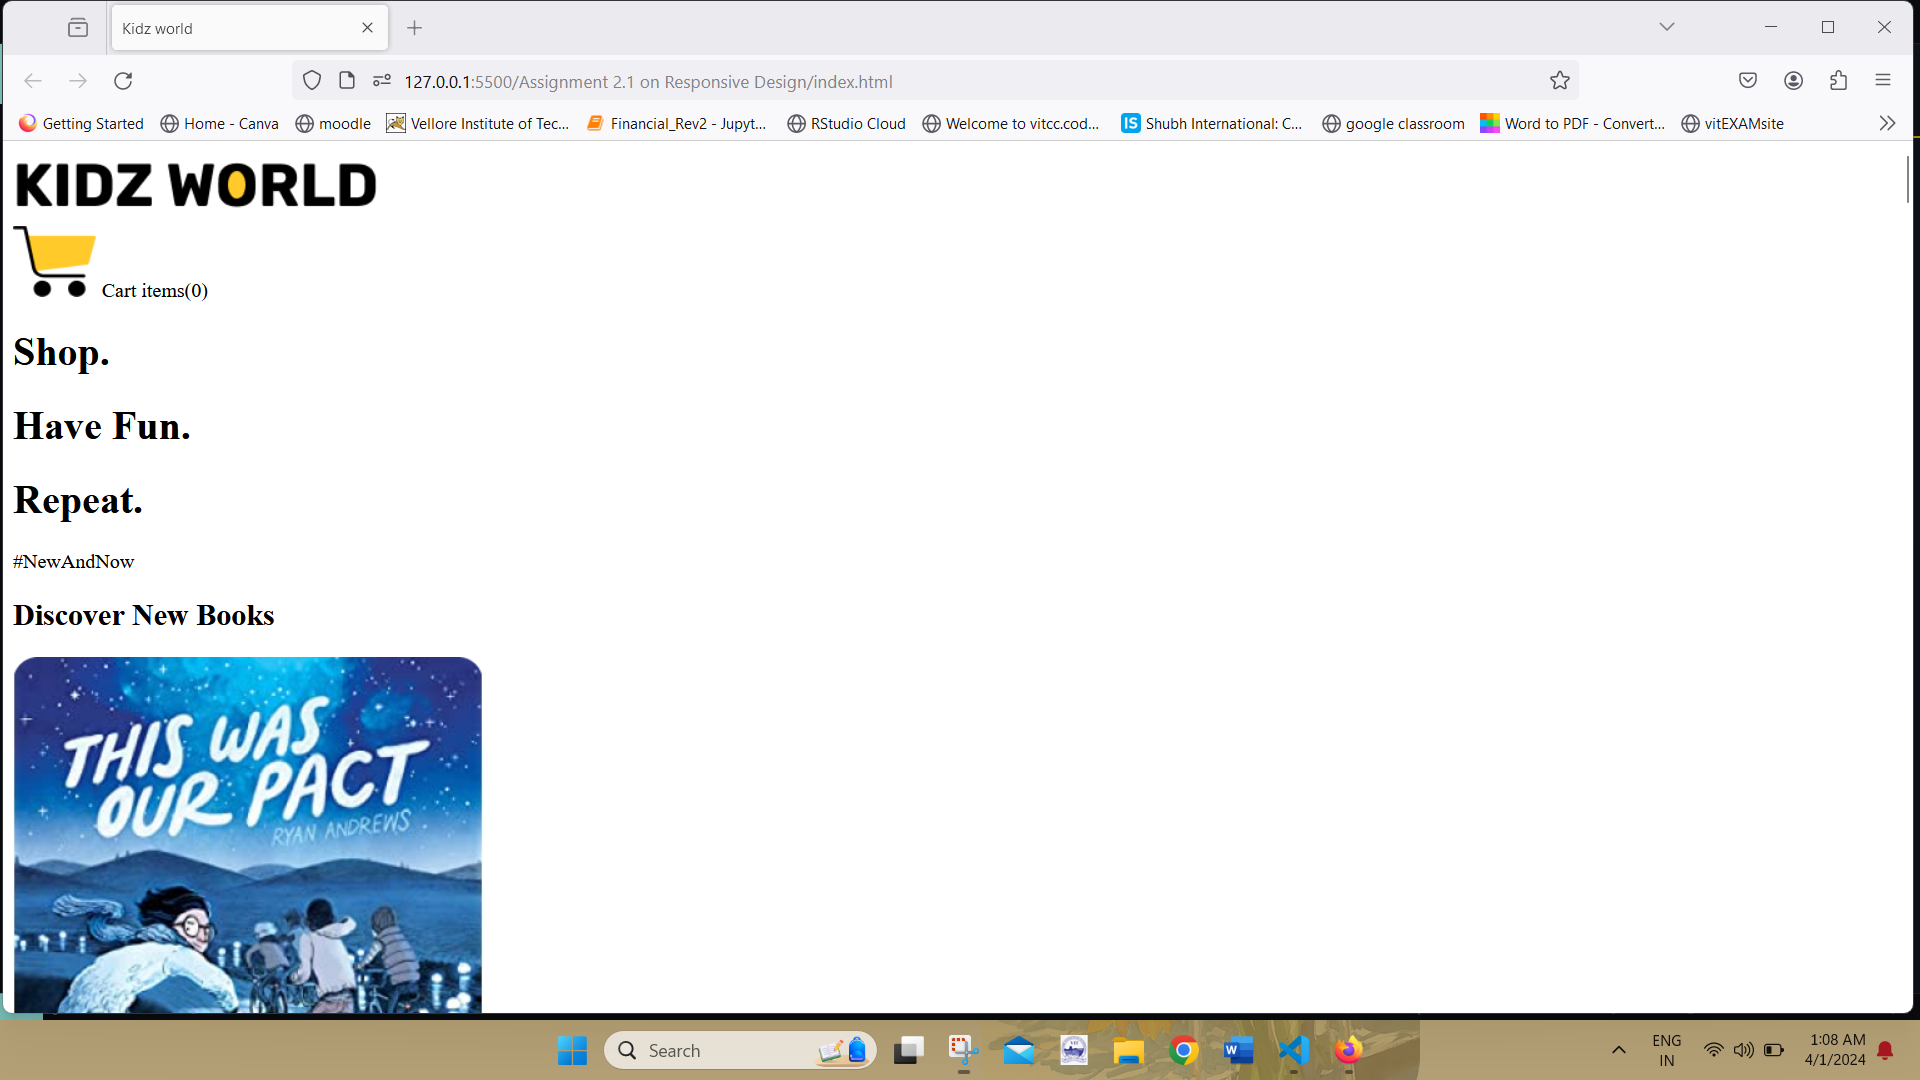 Kidz world
127.0.0.1:5500/Assignment 2.1 on Responsive Design/index.html
Getting Started Home - Canva moodle Vellore Institute of Tec... Financial_Rev2 - Jupyt... RStudio Cloud Welcome to vitcc.cod... IS Shubh International: C... google classroom Word to PDF - Convert... vitEXAMsite
KIDZ WORLD
Cart items(0)
Shop.
Have Fun.
Repeat.
#NewAndNow
Discover New Books
THIS WAS
OUR PACT
RYAN ANDREWS
Search W ENG 1:08 AM
IN 4/1/2024